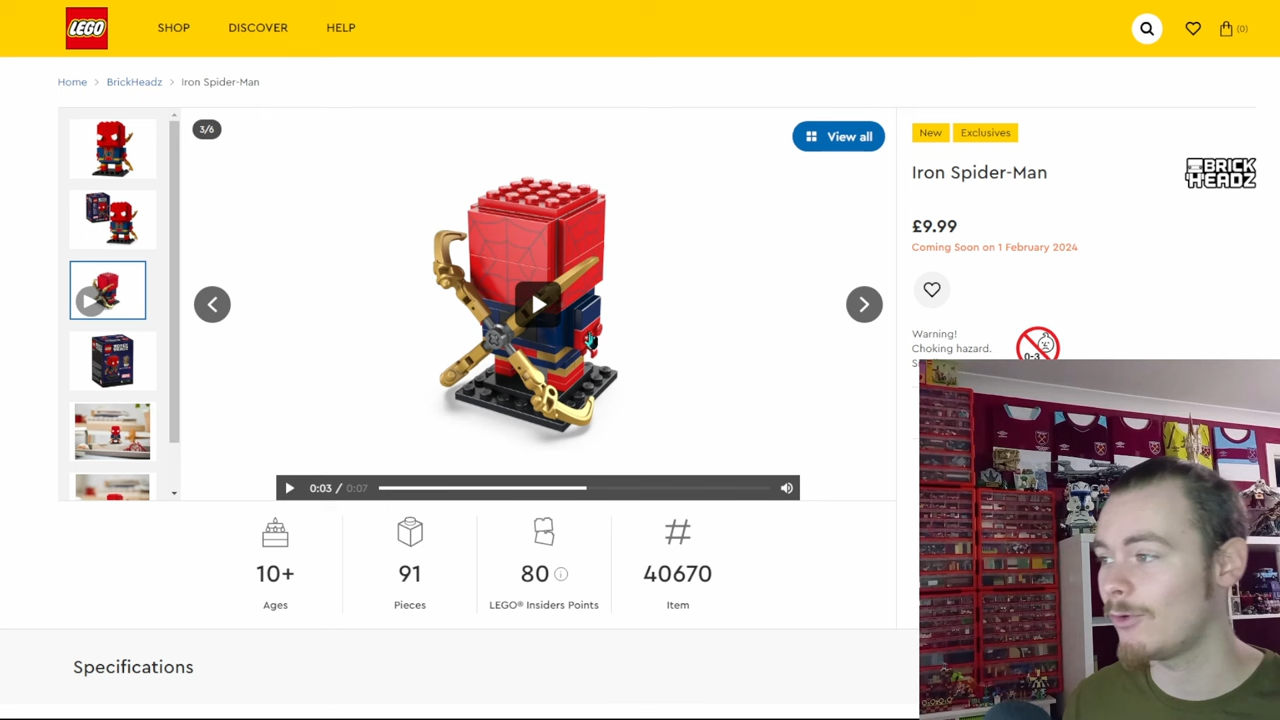 LEGO
SHOP
DISCOVER
HELP
(0)
Home > BrickHeadz > Iron Spider-Man
3/6
View all
New
Exclusives
Iron Spider-Man
BRICK
HEADZ
£9.99
Coming Soon on 1 February 2024
Warning!
Choking hazard.
0-3
0:03 / 0:07
10+
91
80
40670
Ages
Pieces
LEGO® Insiders Points
Item
Specifications